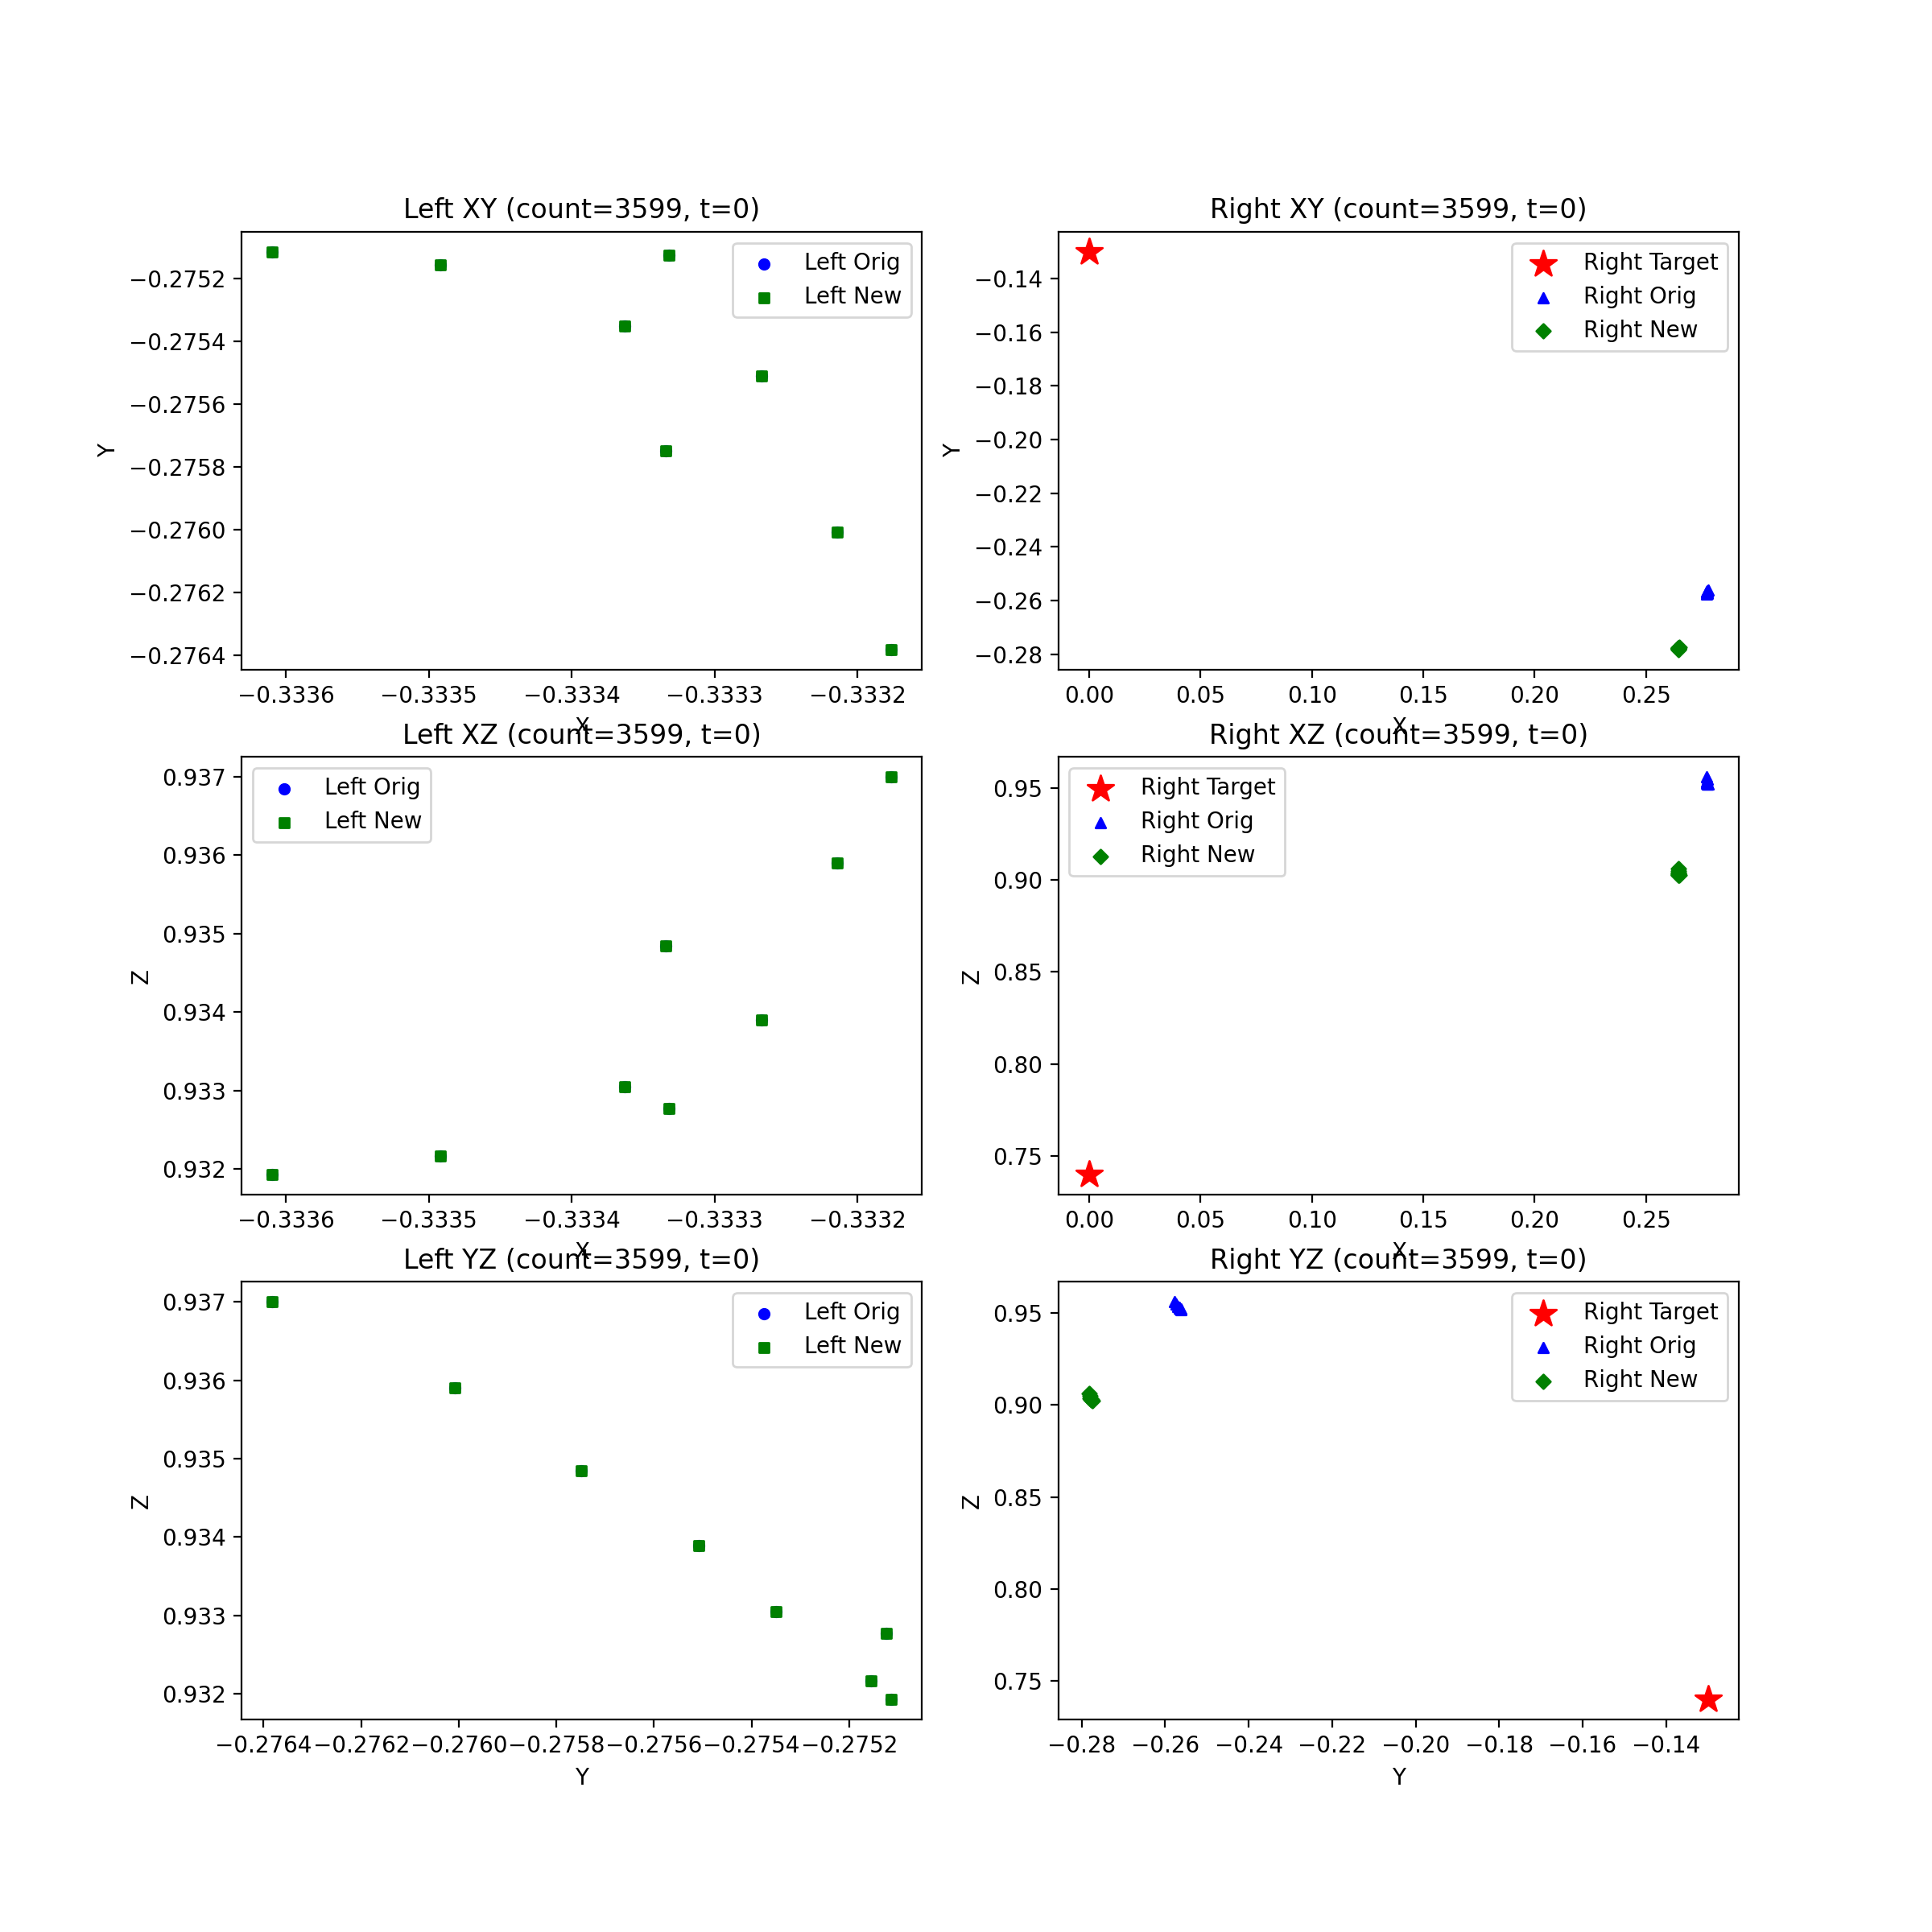 Left XY (count=3599, t=0)
−0.2752
−0.2754
−0.2756
−0.2758
−0.2760
−0.2762
−0.2764
Y
Left Orig
Left New
−0.3336 −0.3335 −0.3334 −0.3333 −0.3332
X
Right XY (count=3599, t=0)
−0.14
−0.16
−0.18
−0.20
−0.22
−0.24
−0.26
−0.28
Y
Right Target
Right Orig
Right New
0.00 0.05 0.10 0.15 0.20 0.25
X
Left XZ (count=3599, t=0)
0.937
0.936
0.935
0.934
0.933
0.932
Z
Left Orig
Left New
−0.3336 −0.3335 −0.3334 −0.3333 −0.3332
X
Right XZ (count=3599, t=0)
0.95
0.90
0.85
0.80
0.75
Z
Right Target
Right Orig
Right New
0.00 0.05 0.10 0.15 0.20 0.25
X
Left YZ (count=3599, t=0)
0.937
0.936
0.935
0.934
0.933
0.932
Z
Left Orig
Left New
−0.2764 −0.2762 −0.2760 −0.2758 −0.2756 −0.2754 −0.2752
Y
Right YZ (count=3599, t=0)
0.95
0.90
0.85
0.80
0.75
Z
Right Target
Right Orig
Right New
−0.28 −0.26 −0.24 −0.22 −0.20 −0.18 −0.16 −0.14
Y